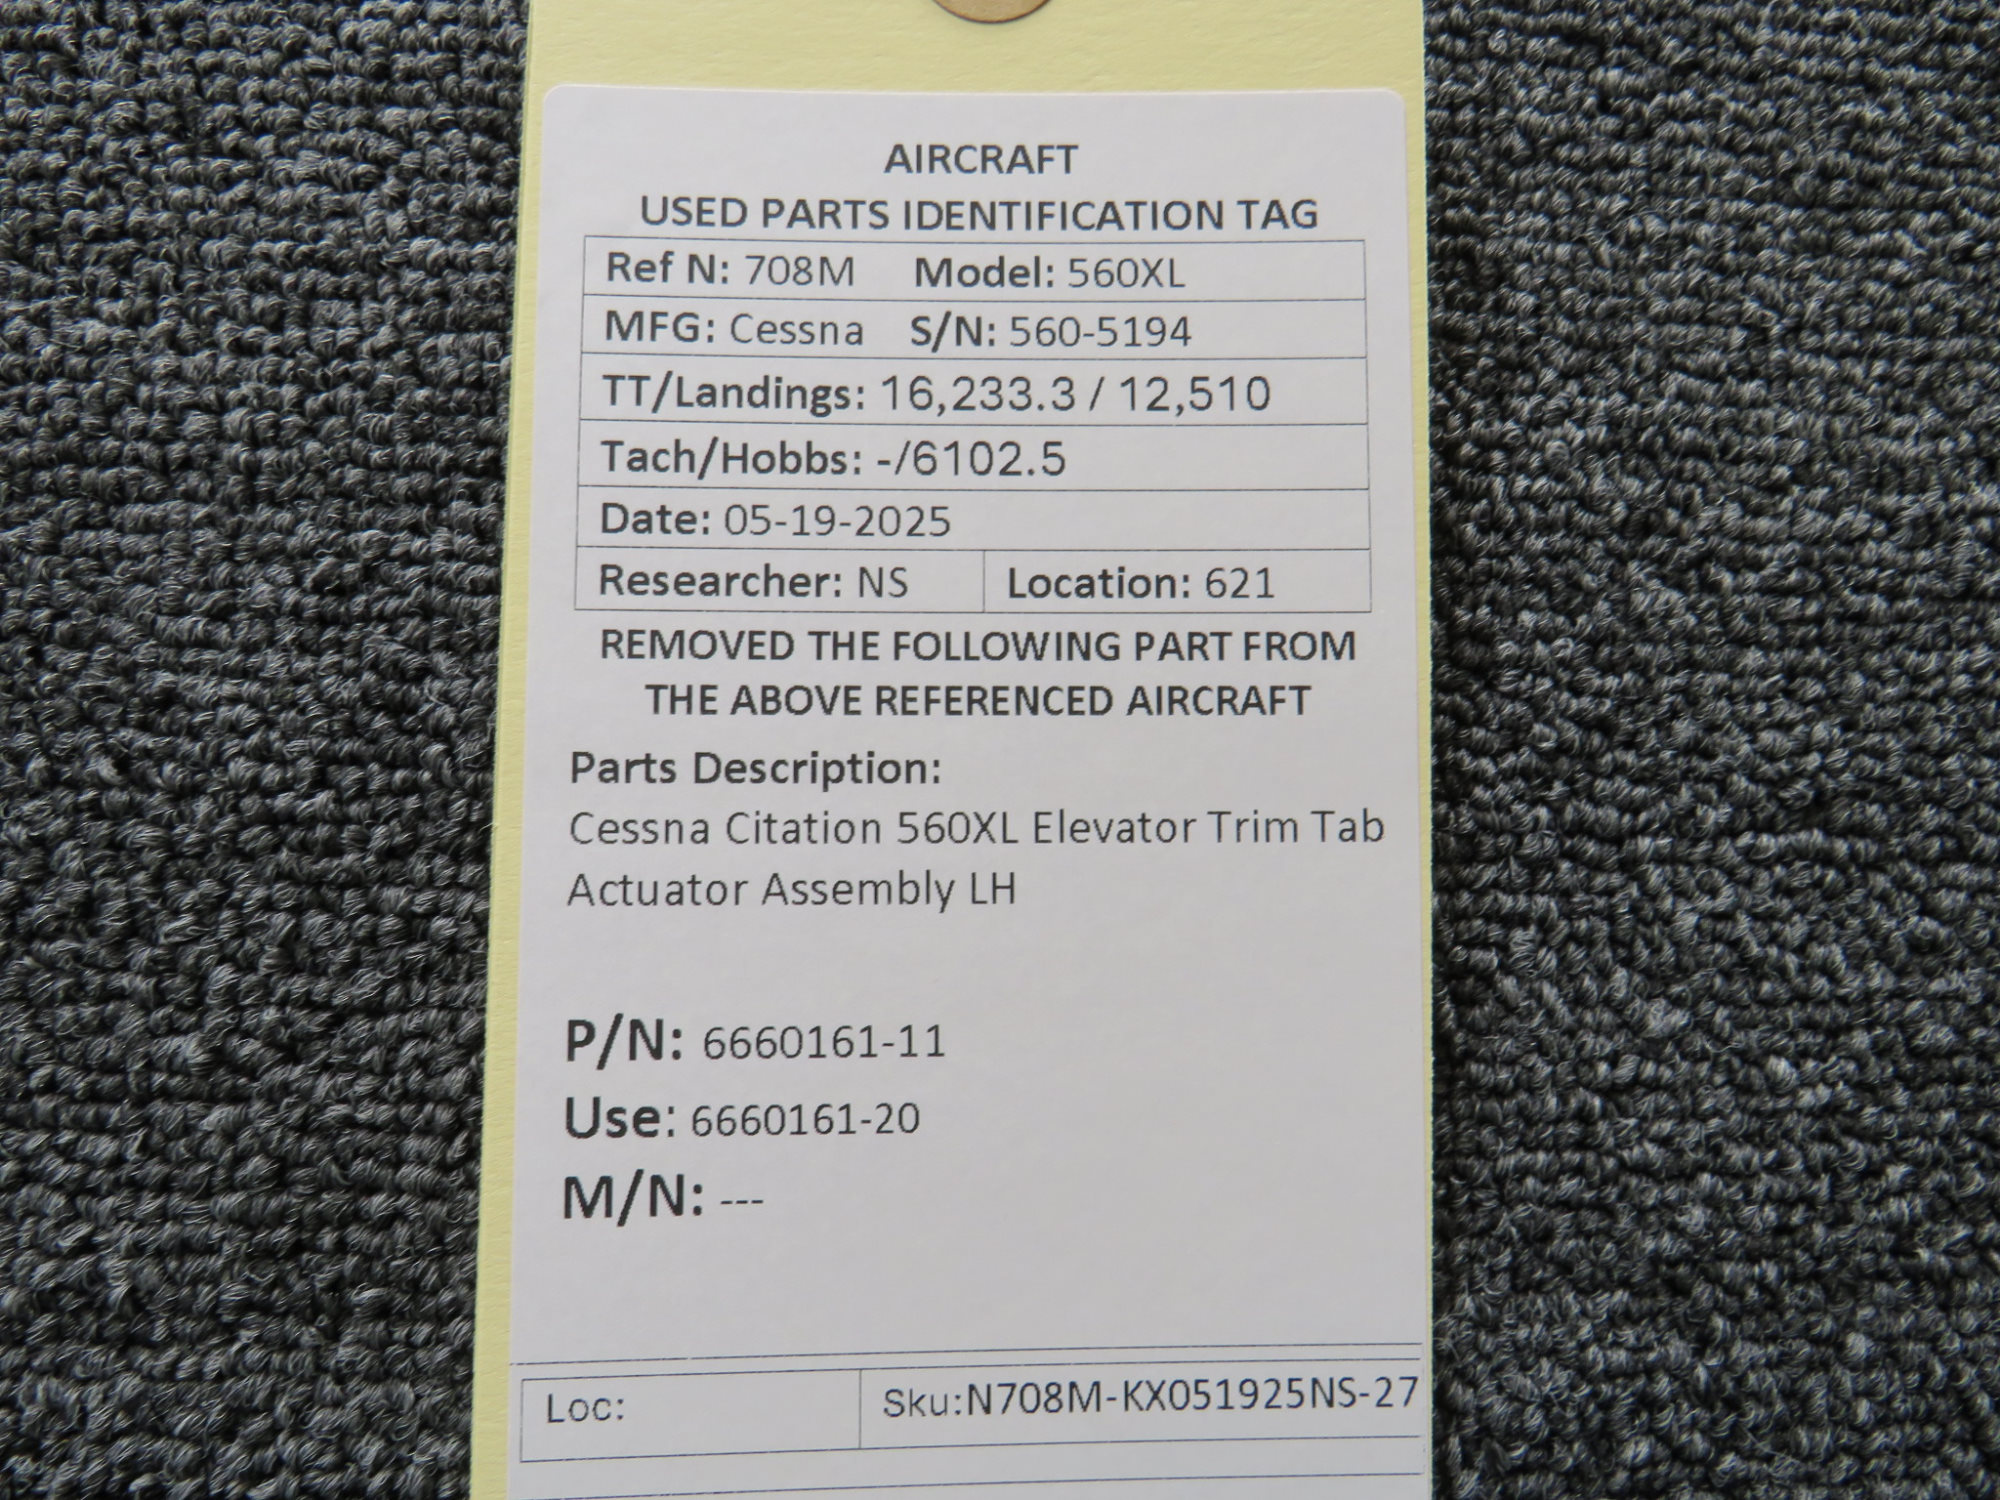 AIRCRAFT
USED PARTS IDENTIFICATION TAG
Ref N: 708M Model: 560XL
MFG: Cessna S/N: 560-5194
TT/Landings: 16,233.3 / 12,510
Tach/Hobbs: -/6102.5
Date: 05-19-2025
Researcher: NS Location: 621
REMOVED THE FOLLOWING PART FROM
THE ABOVE REFERENCED AIRCRAFT
Parts Description:
Cessna Citation 560XL Elevator Trim Tab
Actuator Assembly LH
P/N: 6660161-11
Use: 6660161-20
M/N: ---
Loc: Sku:N708M-KX051925NS-27